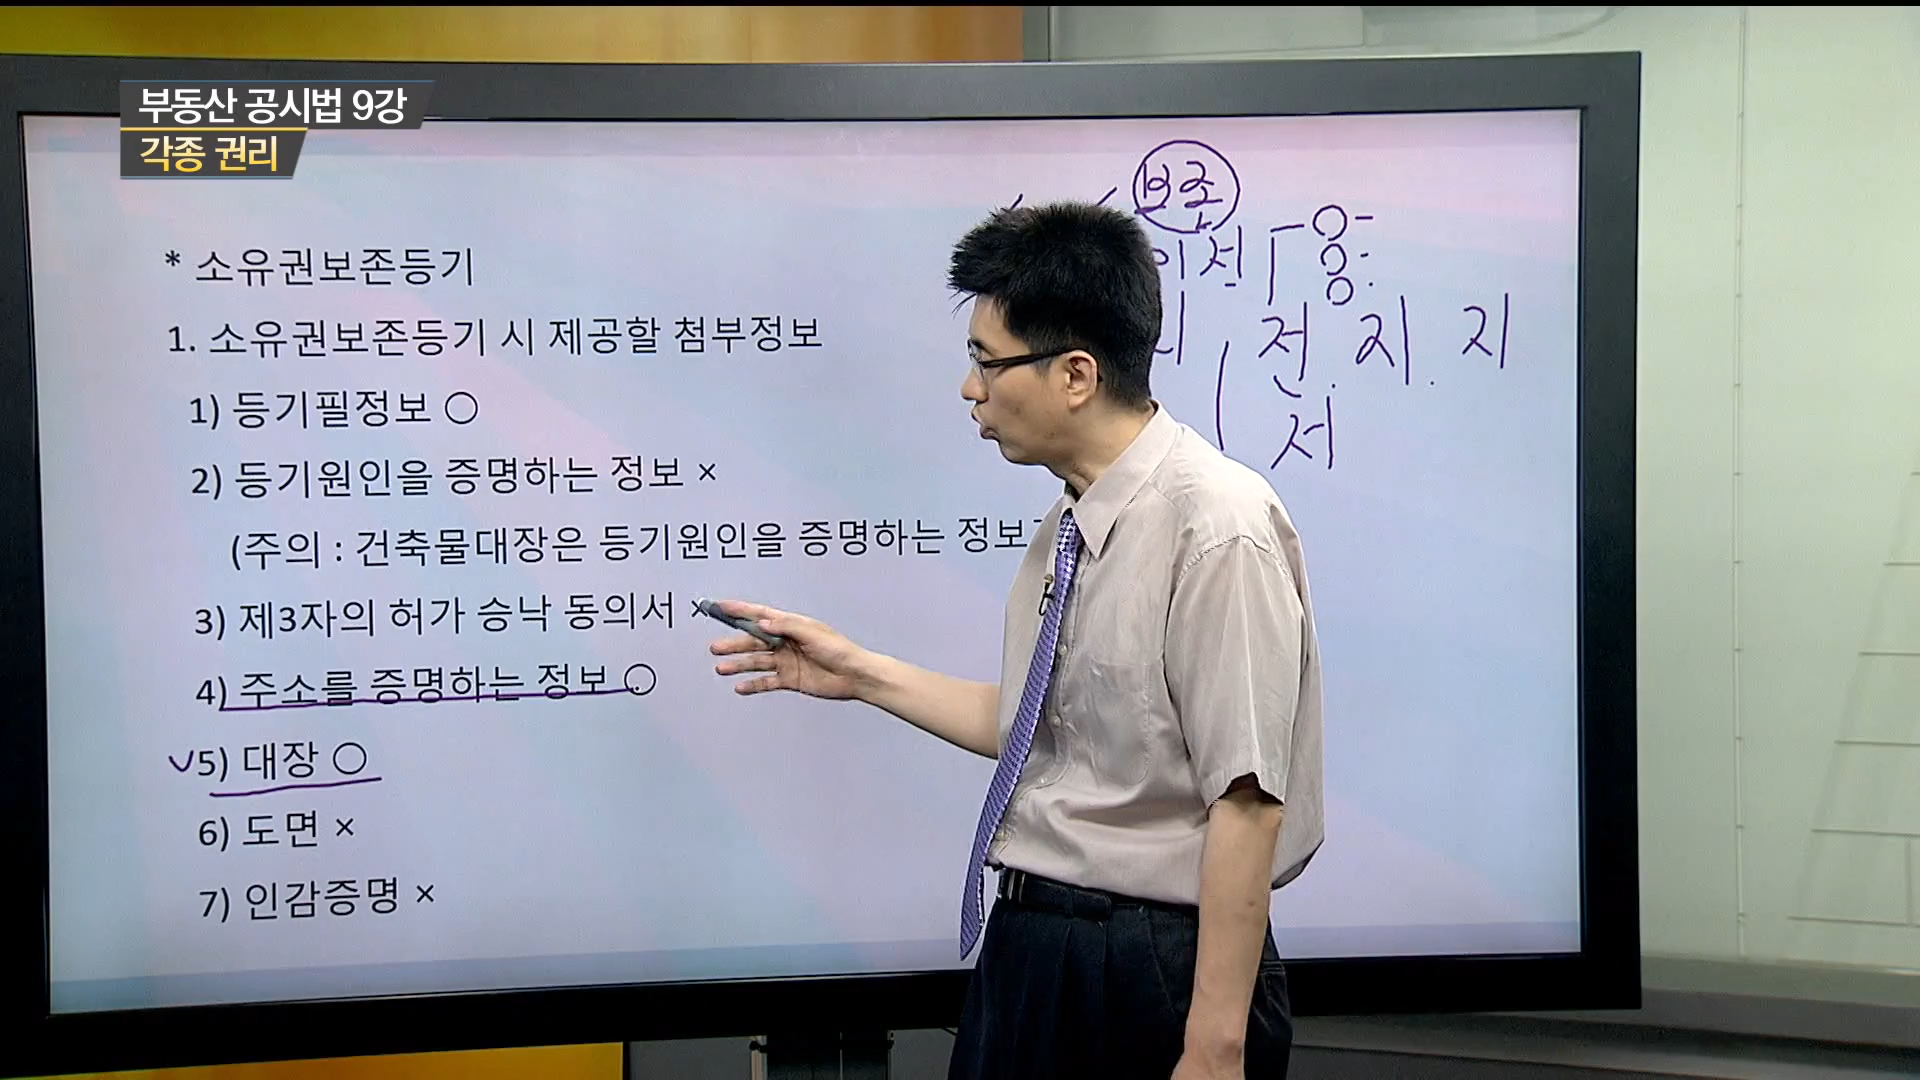 부동산 공시법 9강
각종 권리
* 소유권보존등기
1. 소유권보존등기 시 제공할 첨부정보
1) 등기필정보 ○
2) 등기원인을 증명하는 정보 ×
(주의 : 건축물대장은 등기원인을 증명하는 정보
3) 제3자의 허가 승낙 동의서 ×
4) 주소를 증명하는 정보 ○
5) 대장 ○
6) 도면 ×
7) 인감증명 ×
보존
이전
전 지 지
저